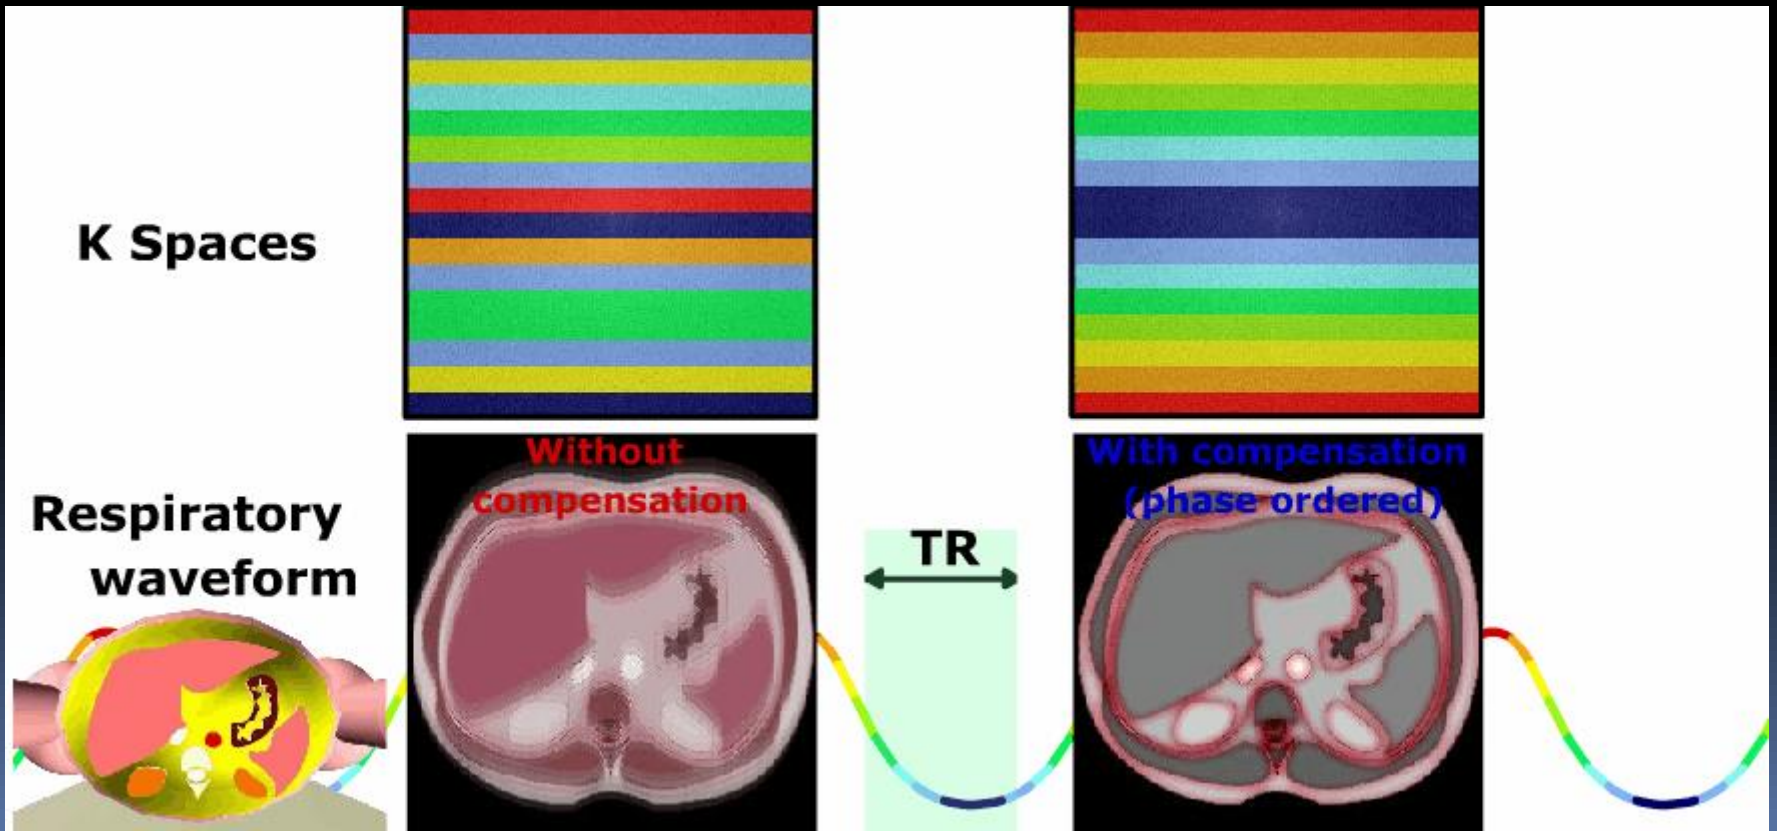 K Spaces
Without
compensation
With compensation
(phase ordered)
Respiratory
waveform
TR